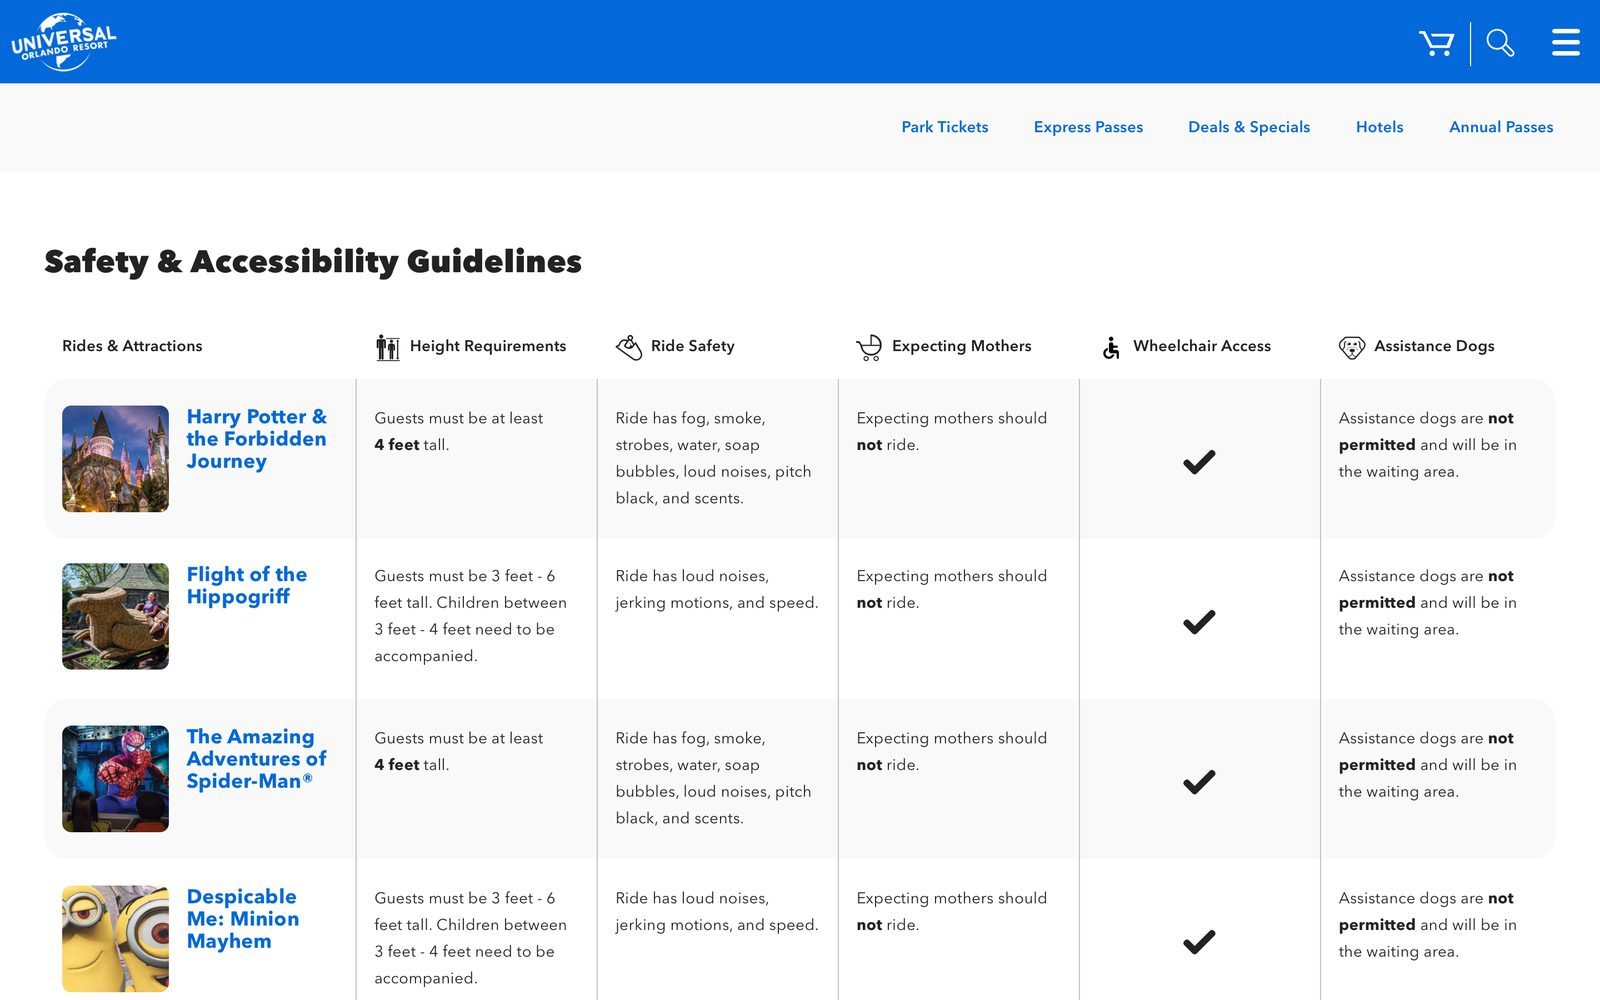 UNIVERSAL
ORLANDO RESORT
Park Tickets
Express Passes
Deals & Specials
Hotels
Annual Passes
Safety & Accessibility Guidelines
Rides & Attractions
Height Requirements
Ride Safety
Expecting Mothers
Wheelchair Access
Assistance Dogs
Harry Potter &
the Forbidden
Journey
Guests must be at least
4 feet tall.
Ride has fog, smoke,
strobes, water, soap
bubbles, loud noises, pitch
black, and scents.
Expecting mothers should
not ride.
Assistance dogs are not
permitted and will be in
the waiting area.
Flight of the
Hippogriff
Guests must be 3 feet - 6
feet tall. Children between
3 feet - 4 feet need to be
accompanied.
Ride has loud noises,
jerking motions, and speed.
Expecting mothers should
not ride.
Assistance dogs are not
permitted and will be in
the waiting area.
The Amazing
Adventures of
Spider-Man®
Guests must be at least
4 feet tall.
Ride has fog, smoke,
strobes, water, soap
bubbles, loud noises, pitch
black, and scents.
Expecting mothers should
not ride.
Assistance dogs are not
permitted and will be in
the waiting area.
Despicable
Me: Minion
Mayhem
Guests must be 3 feet - 6
feet tall. Children between
3 feet - 4 feet need to be
accompanied.
Ride has loud noises,
jerking motions, and speed.
Expecting mothers should
not ride.
Assistance dogs are not
permitted and will be in
the waiting area.